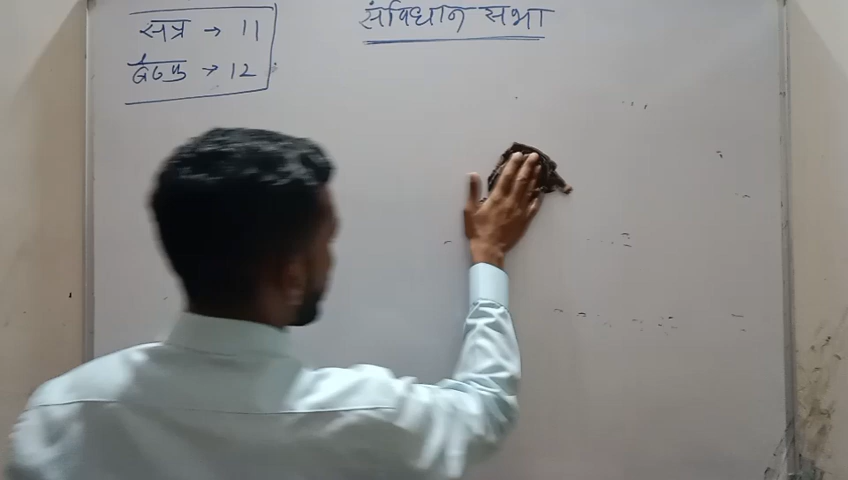 संविधान सभा
सत्र → 11
बैठक → 12